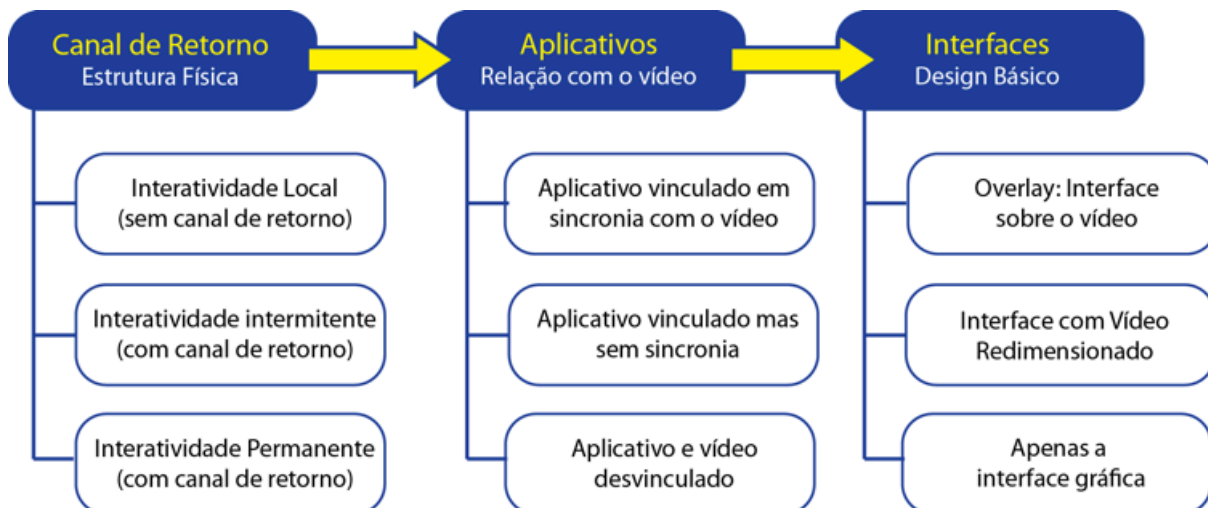 Canal de Retorno
Estrutura Física
Interatividade Local
(sem canal de retorno)
Interatividade intermitente
(com canal de retorno)
Interatividade Permanente
(com canal de retorno)
Aplicativos
Relação com o vídeo
Aplicativo vinculado em
sincronia com o vídeo
Aplicativo vinculado mas
sem sincronia
Aplicativo e vídeo
desvinculado
Interfaces
Design Básico
Overlay: Interface
sobre o vídeo
Interface com Vídeo
Redimensionado
Apenas a
interface gráfica